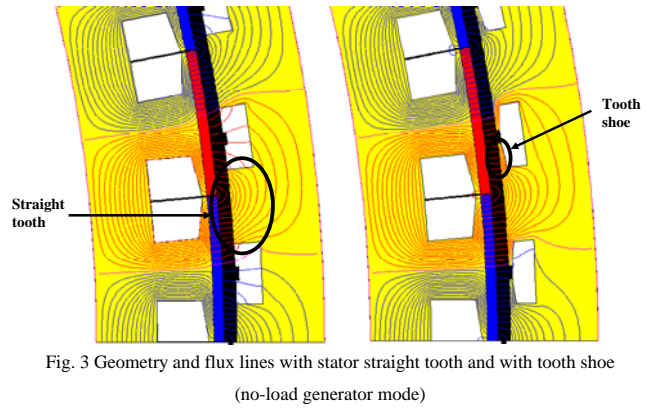 Tooth
shoe
Straight
tooth
Fig. 3 Geometry and flux lines with stator straight tooth and with tooth shoe
(no-load generator mode)